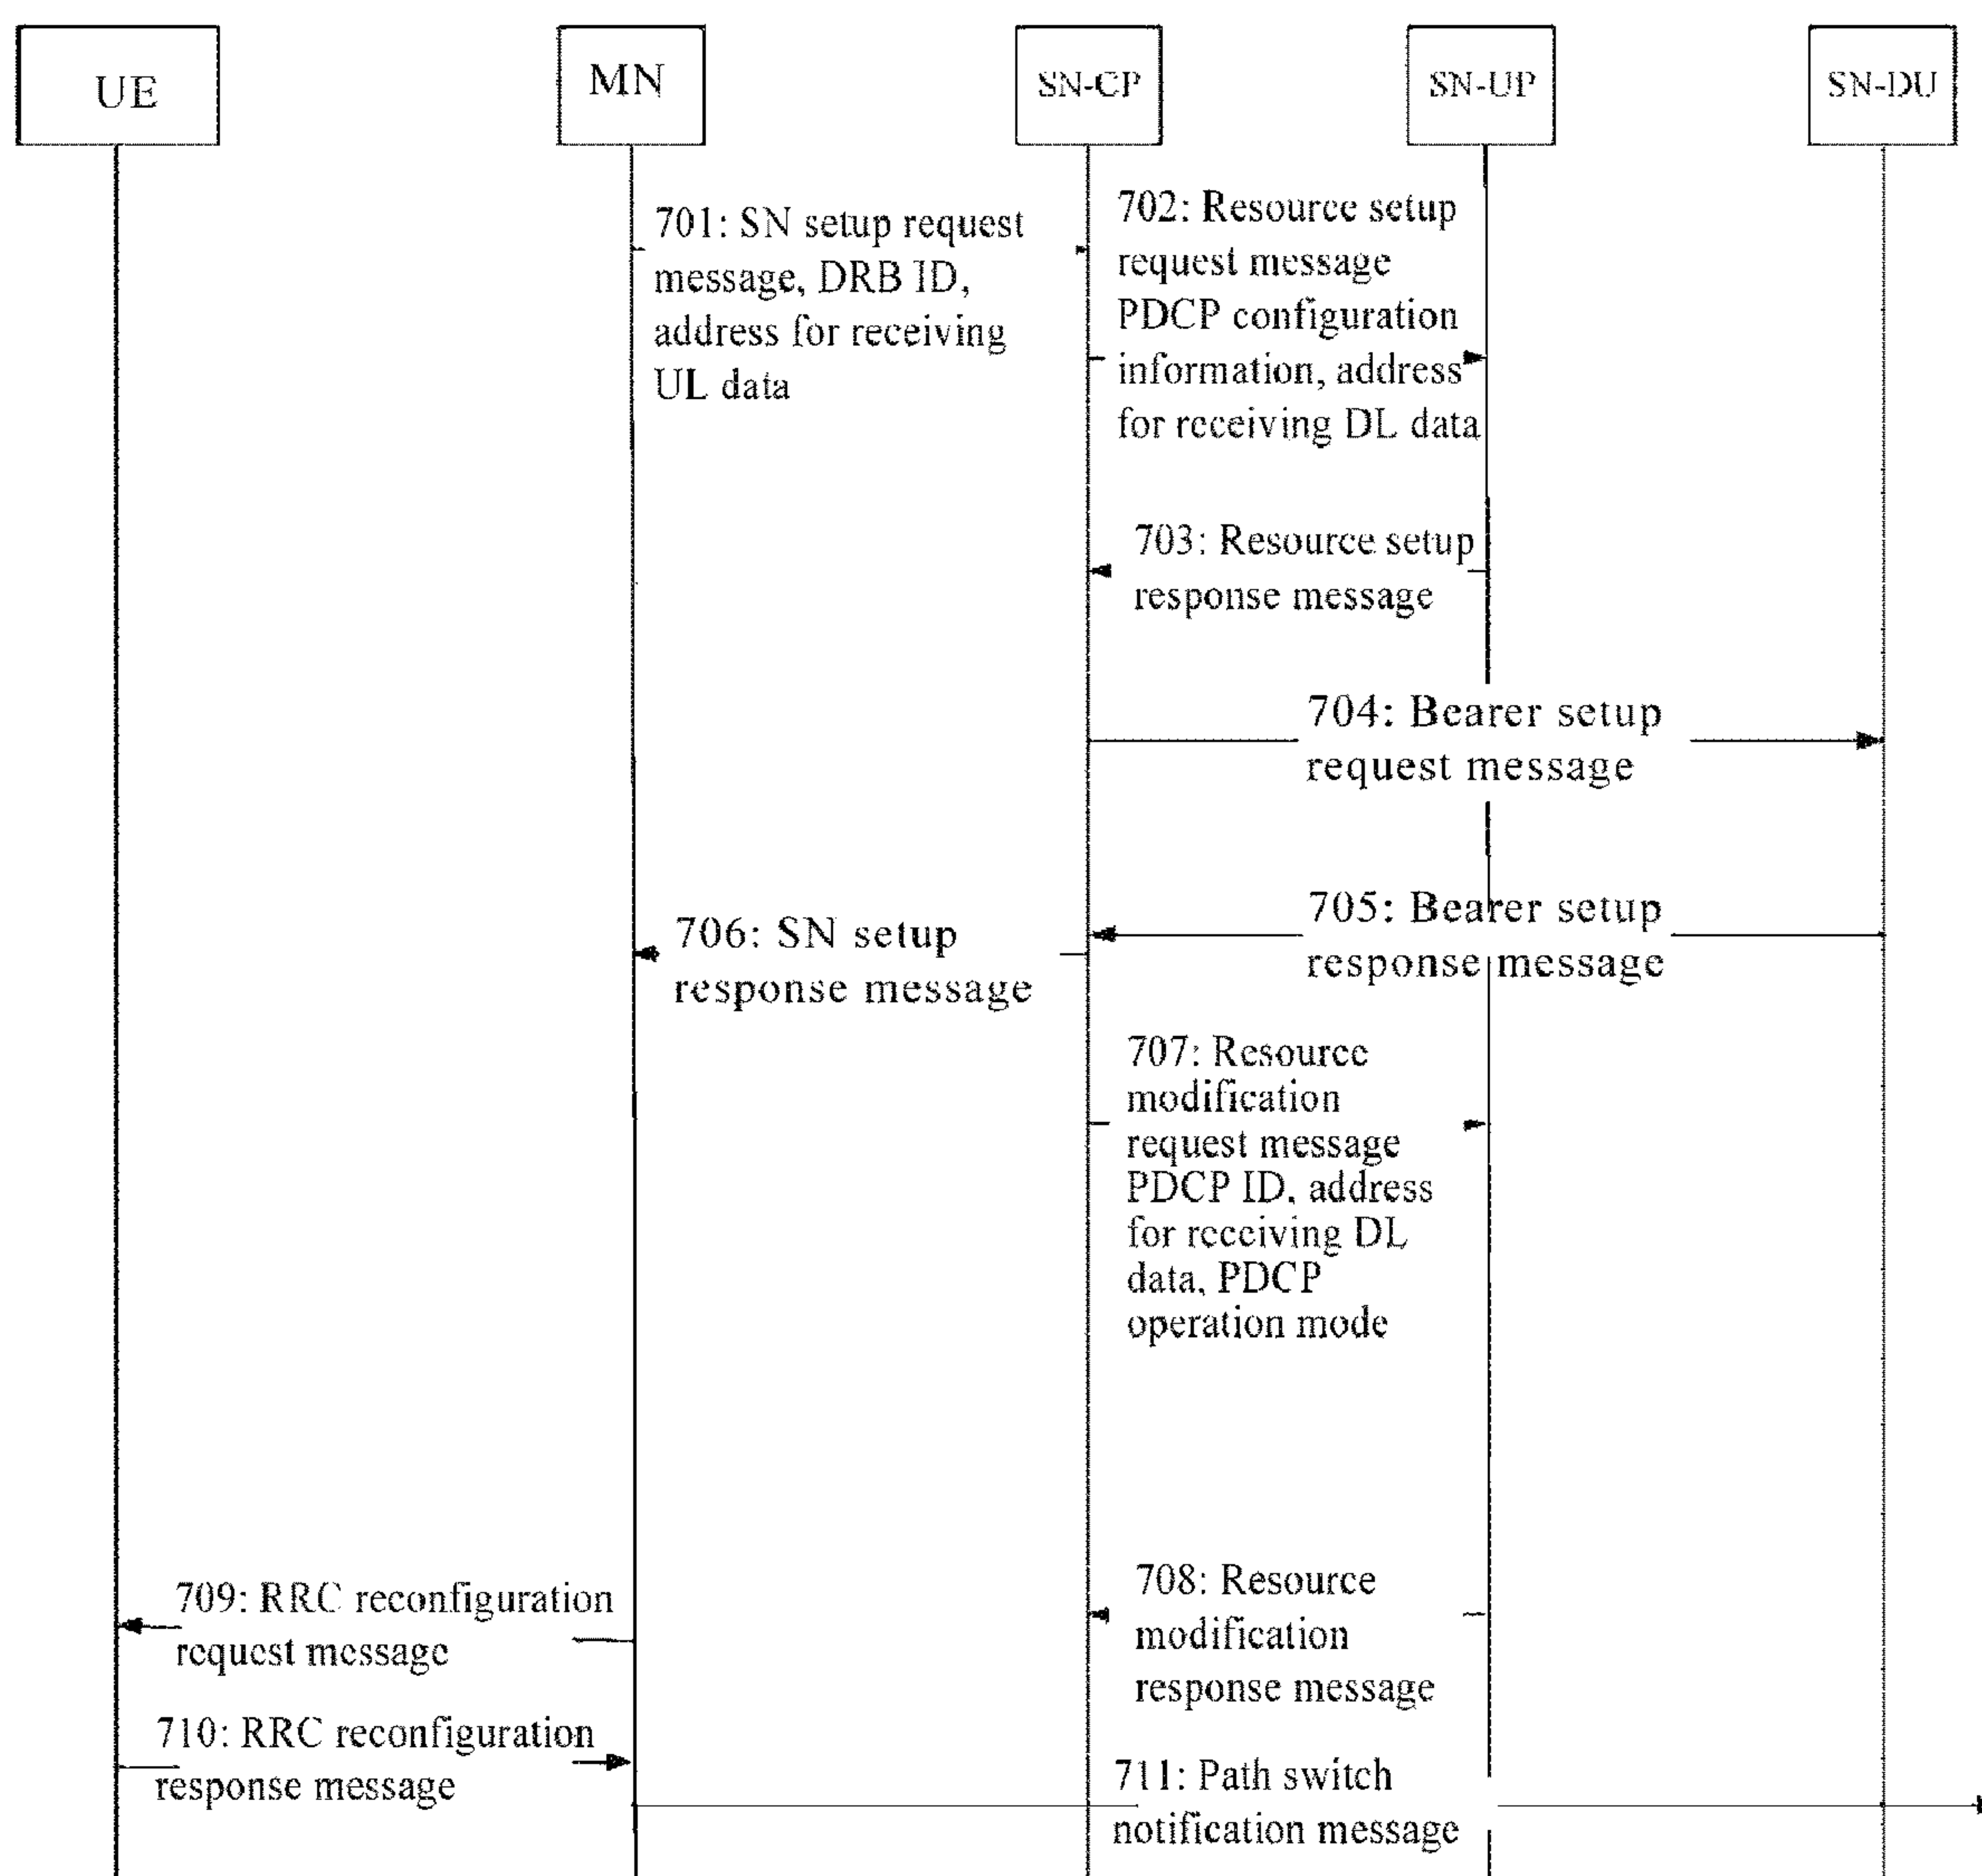 UE
MN
SN-CP
SN-UP
SN-DU
701: SN setup request
message, DRB ID,
address for receiving
UL data
702: Resource setup
request message
PDCP configuration
information, address
for receiving DL data
703: Resource setup
response message
704: Bearer setup
request message
705: Bearer setup
response message
706: SN setup
response message
707: Resource
modification
request message
PDCP ID, address
for receiving DL
data, PDCP
operation mode
708: Resource
modification
response message
709: RRC reconfiguration
request message
710: RRC reconfiguration
response message
711: Path switch
notification message